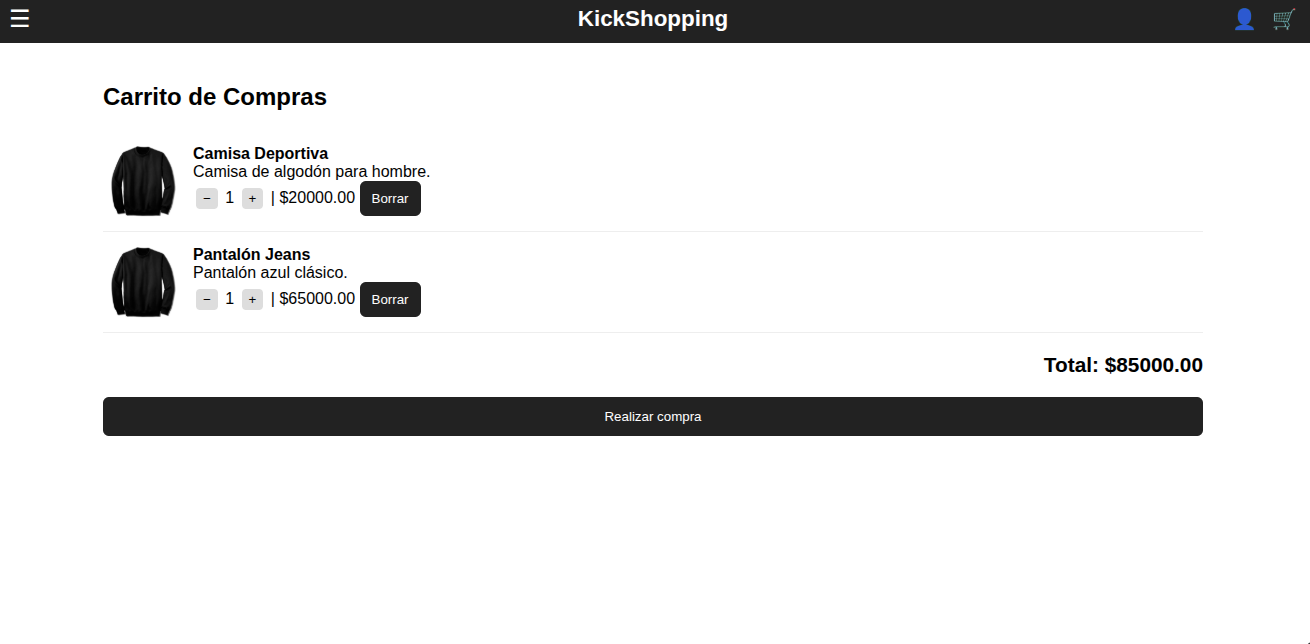 ☰ KickShopping 👤 🛒
Carrito de Compras
Camisa Deportiva
Camisa de algodón para hombre.
− 1 + | $20000.00 Borrar
Pantalón Jeans
Pantalón azul clásico.
− 1 + | $65000.00 Borrar
Total: $85000.00
Realizar compra